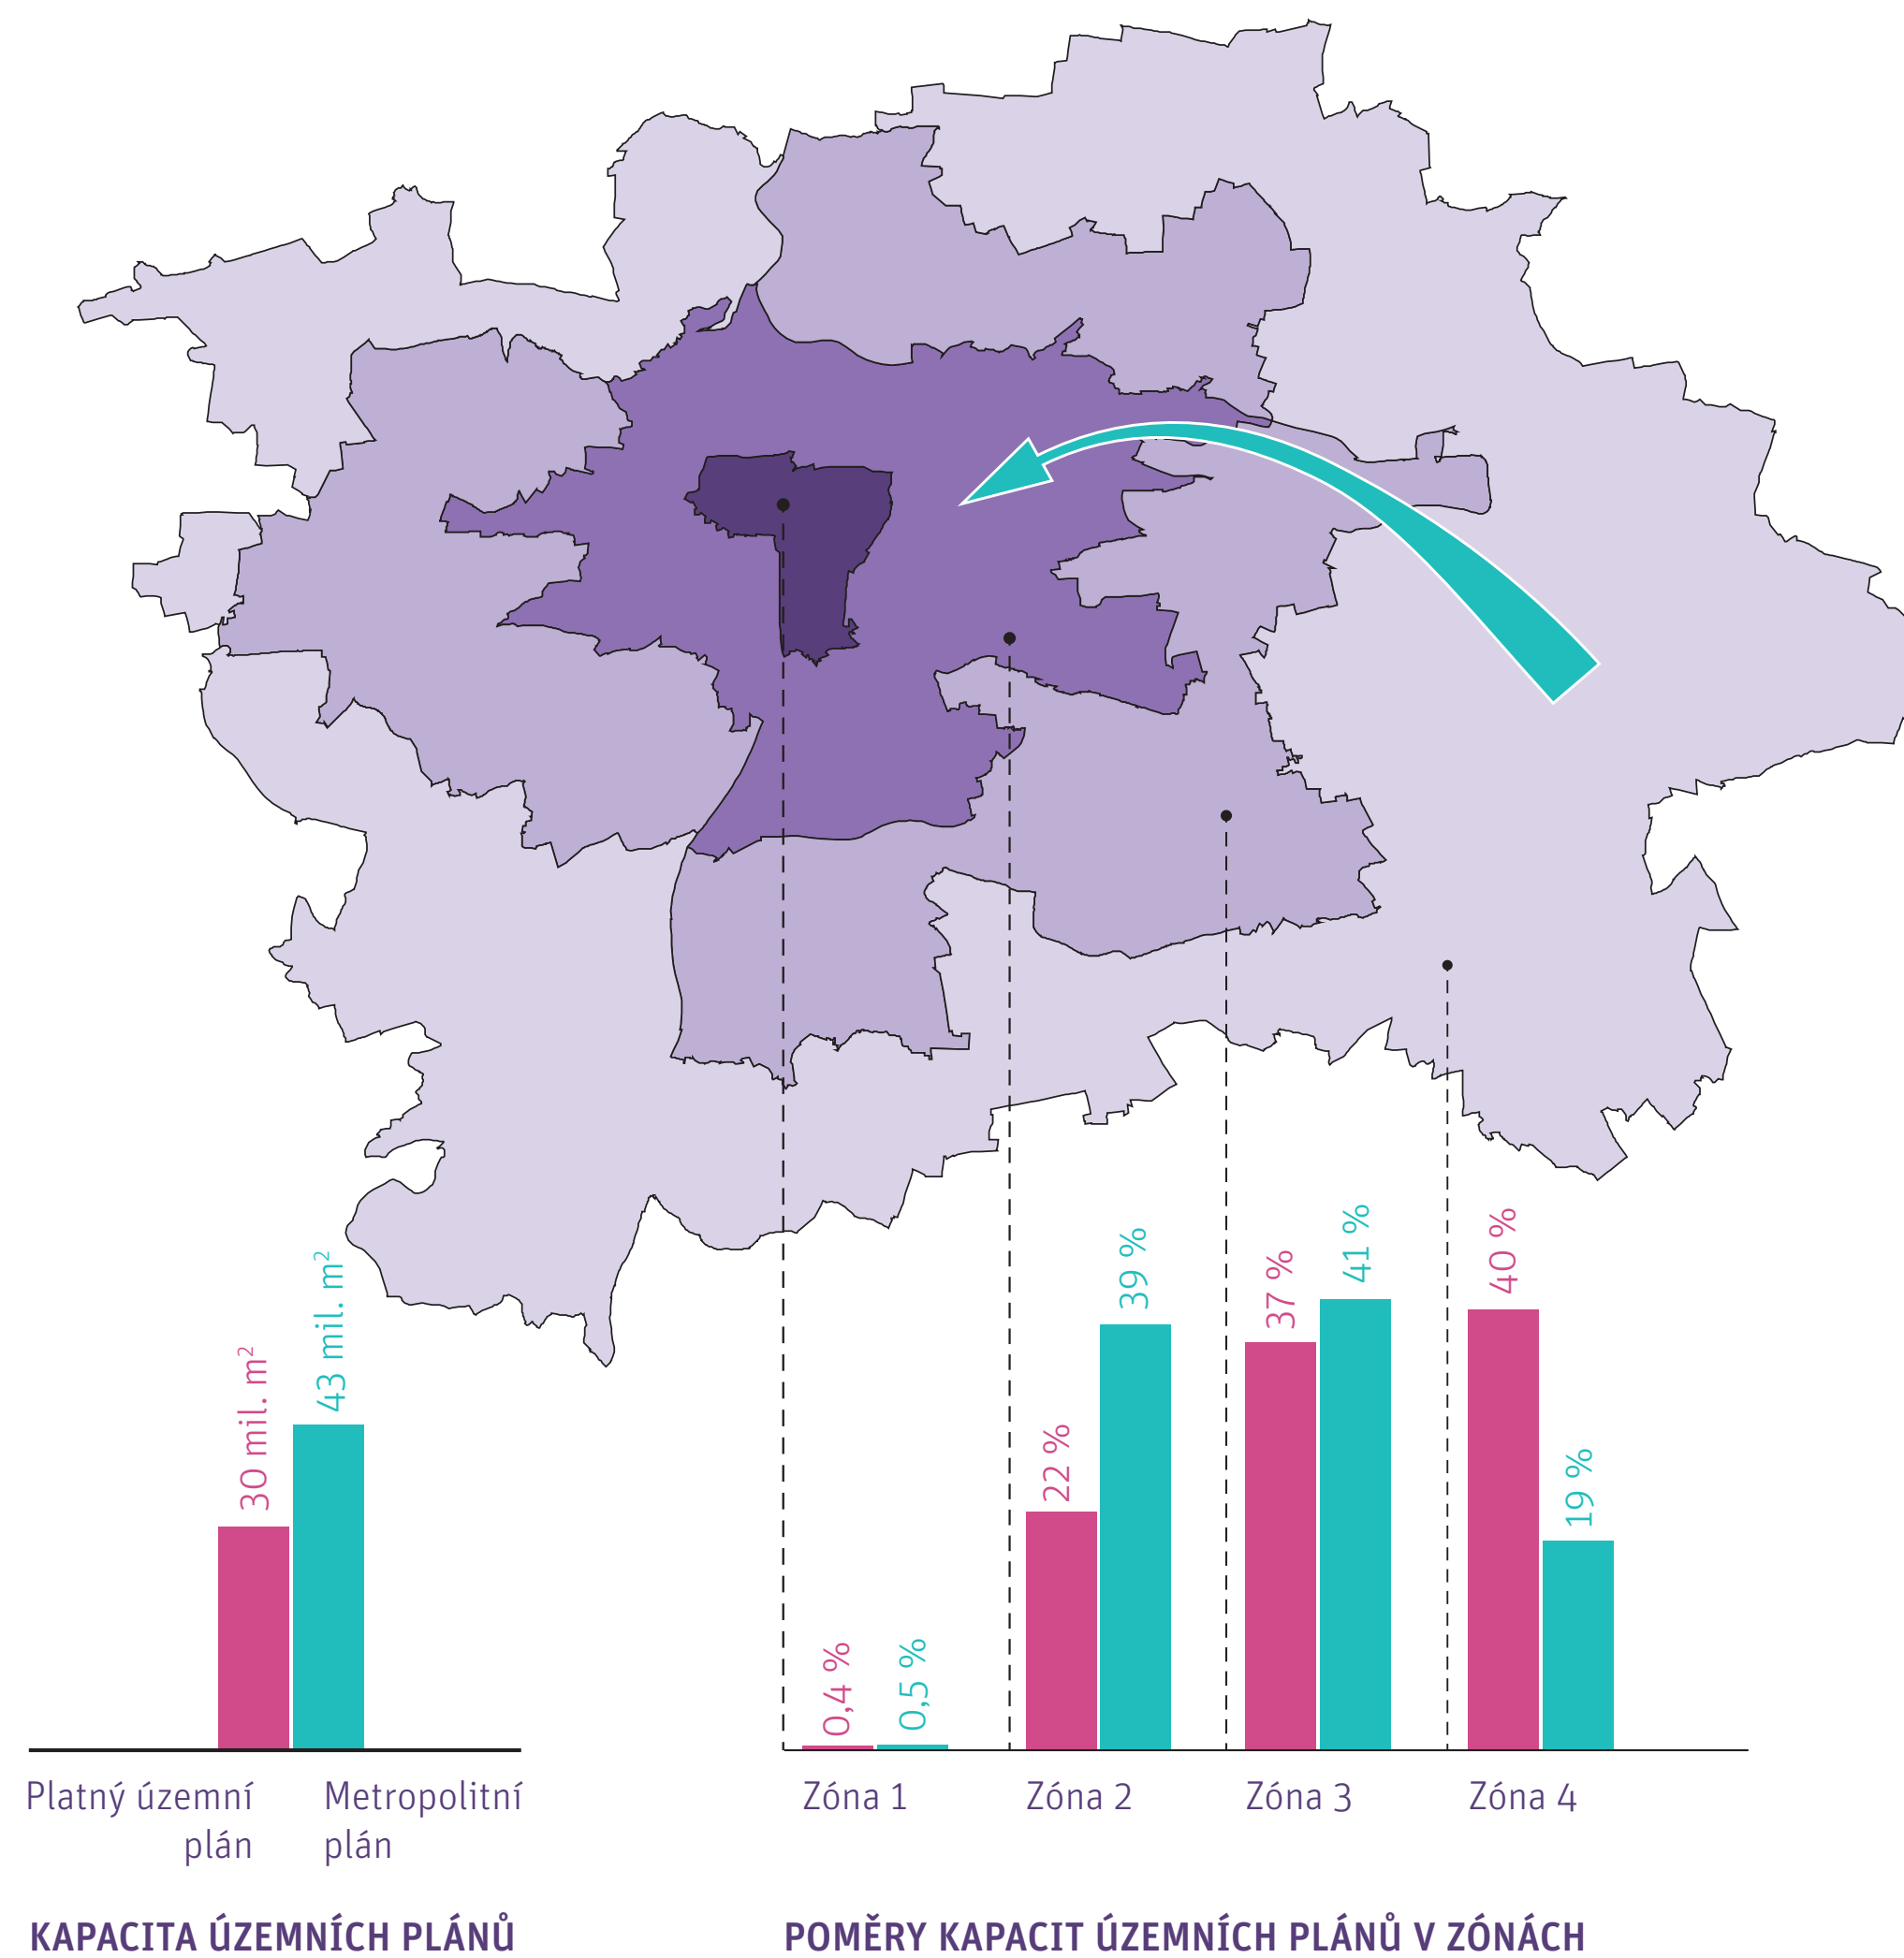 30 mil. m²
43 mil. m²
Platný územní
plán
Metropolitní
plán
KAPACITA ÚZEMNÍCH PLÁNŮ
0,4 %
0,5 %
22 %
39 %
37 %
41 %
40 %
19 %
Zóna 1
Zóna 2
Zóna 3
Zóna 4
POMĚRY KAPACIT ÚZEMNÍCH PLÁNŮ V ZÓNÁCH